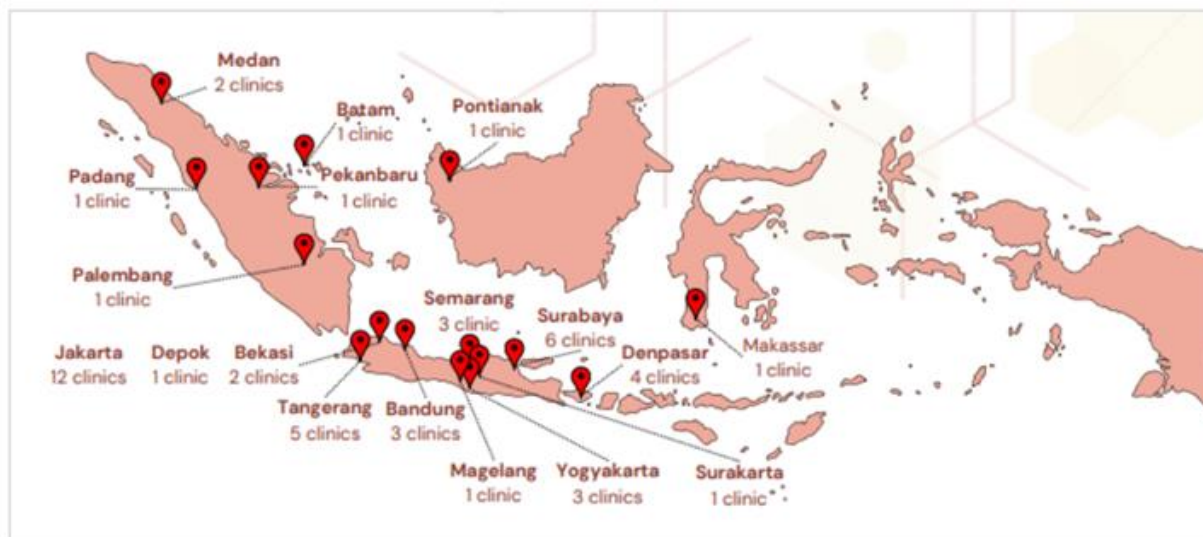 Medan
2 clinics
Batam
1 clinic
Pontianak
1 clinic
Padang
1 clinic
Pekanbaru
1 clinic
Palembang
1 clinic
Semarang
3 clinic
Surabaya
6 clinics
Makassar
1 clinic
Jakarta
12 clinics
Depok
1 clinic
Bekasi
2 clinics
Denpasar
4 clinics
Tangerang
5 clinics
Bandung
3 clinics
Magelang
1 clinic
Yogyakarta
3 clinics
Surakarta
1 clinic